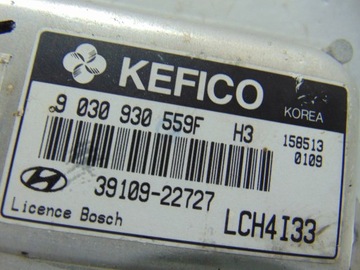 KEFICO
KOREA
9 030 930 559F H3
158513
0109
39109-22727
Licence Bosch
LCH4I33